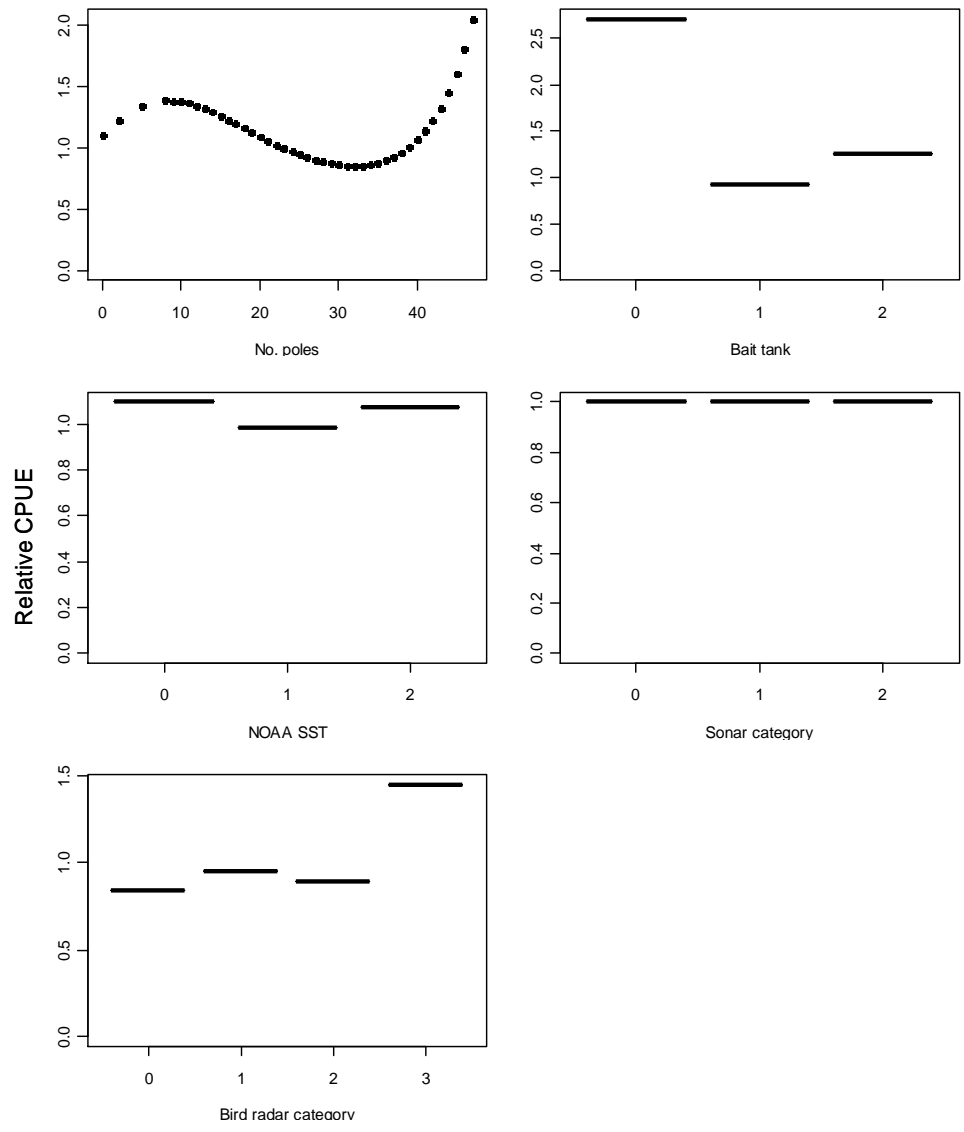 2.0
1.5
1.0
0.5
0.0
0 10 20 30 40
No. poles
2.5
2.0
1.5
1.0
0.5
0.0
0 1 2
Bait tank
Relative CPUE
1.0
0.8
0.6
0.4
0.2
0.0
0 1 2
NOAA SST
1.0
0.8
0.6
0.4
0.2
0.0
0 1 2
Sonar category
1.5
1.0
0.5
0.0
0 1 2 3
Bird radar category